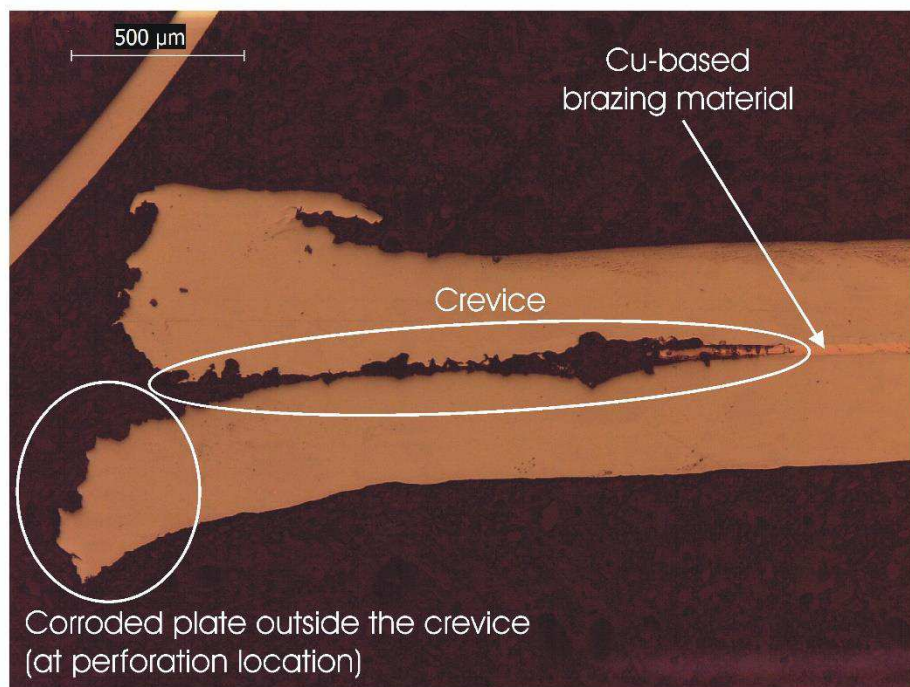 500 µm
Cu-based
brazing material
Crevice
Corroded plate outside the crevice
(at perforation location)